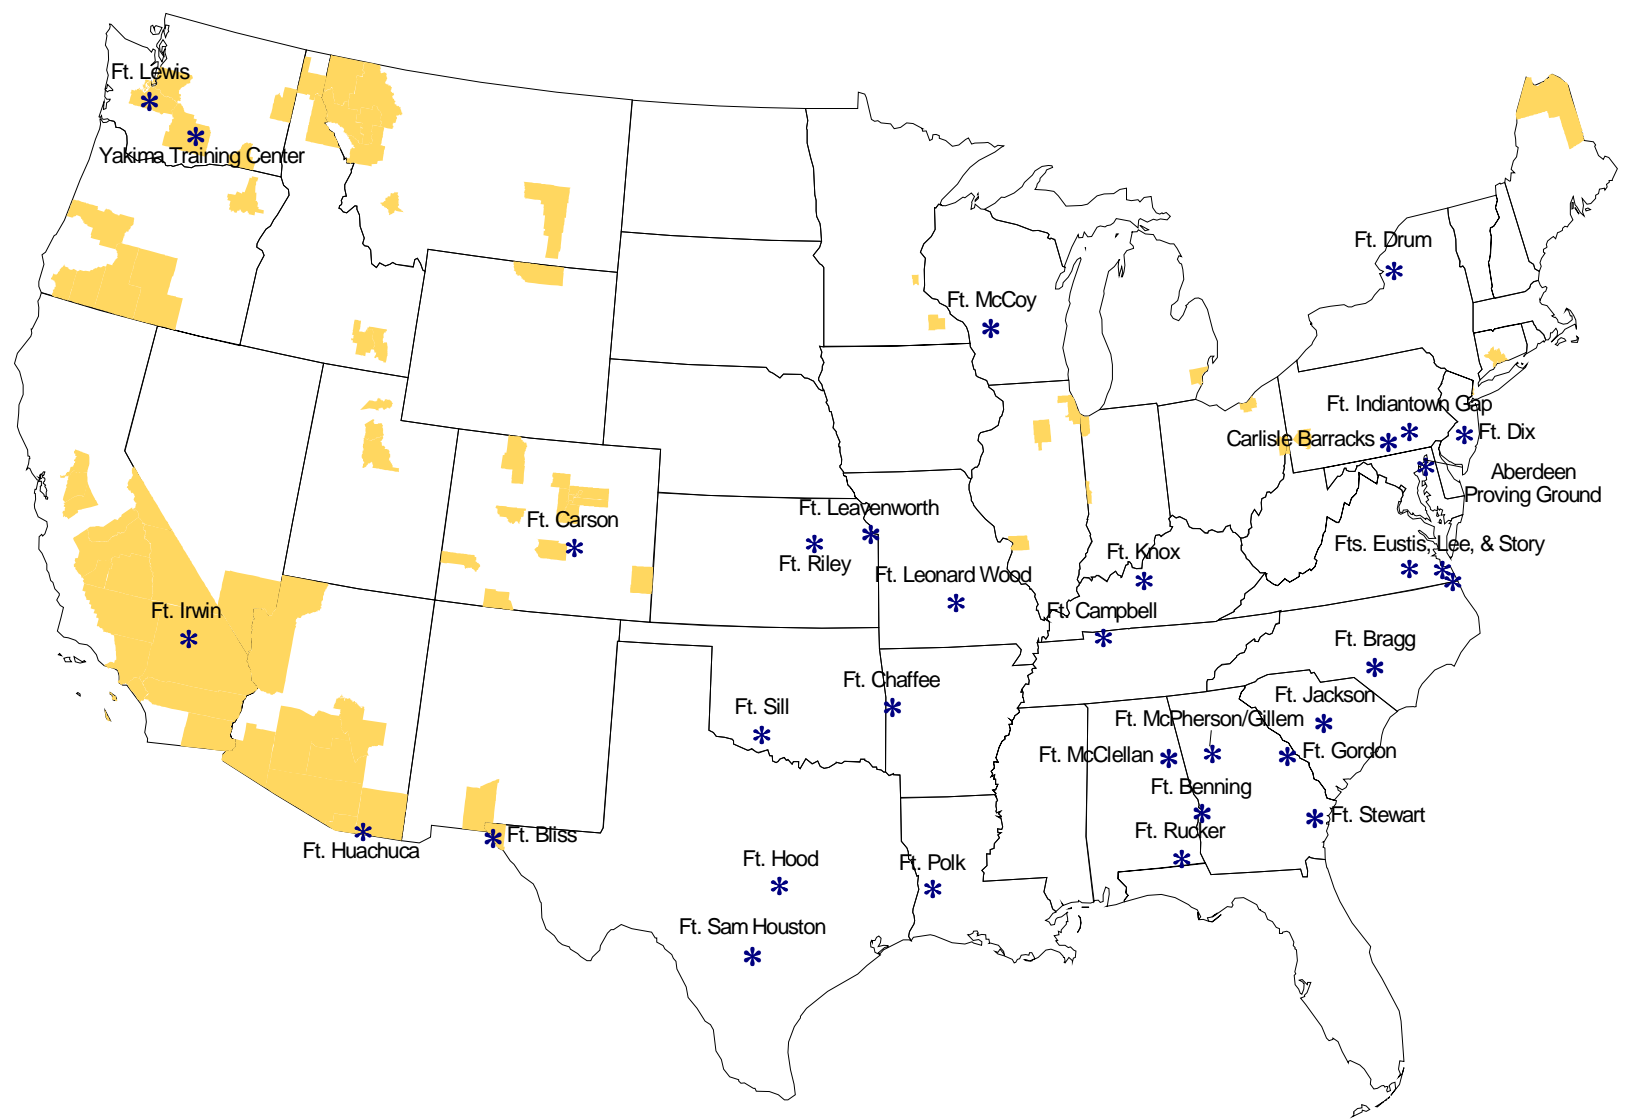 Ft. Lewis
Yakima Training Center
Ft. Drum
Ft. McCoy
Ft. Indiantown Gap
Carlisle Barracks
Ft. Dix
Aberdeen
Proving Ground
Ft. Leavenworth
Ft. Carson
Ft. Riley
Fts. Eustis, Lee, & Story
Ft. Knox
Ft. Leonard Wood
Ft. Irwin
Ft. Campbell
Ft. Bragg
Ft. Chaffee
Ft. Jackson
Ft. Sill
Ft. McPherson/Gillem
Ft. McClellan
Ft. Gordon
Ft. Benning
Ft. Stewart
Ft. Rucker
Ft. Bliss
Ft. Huachuca
Ft. Hood
Ft. Polk
Ft. Sam Houston